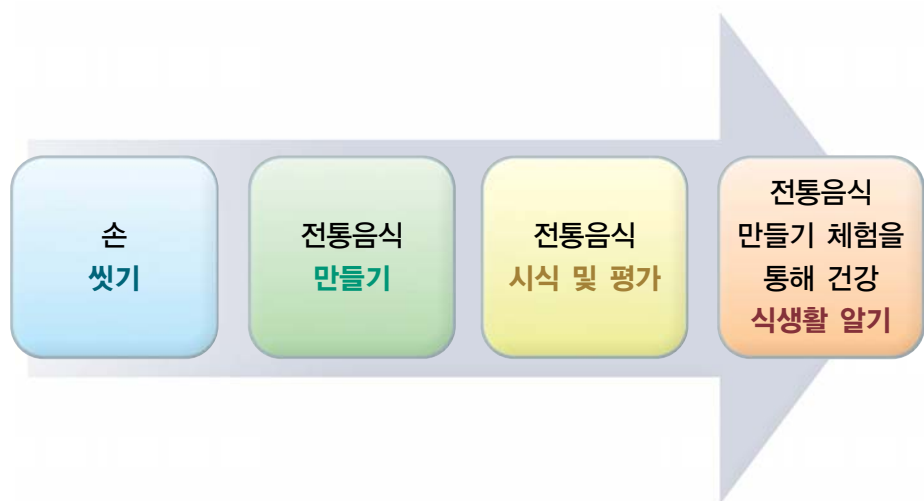 손
씻기
전통음식
만들기
전통음식
시식 및 평가
전통음식
만들기 체험을
통해 건강
식생활 알기